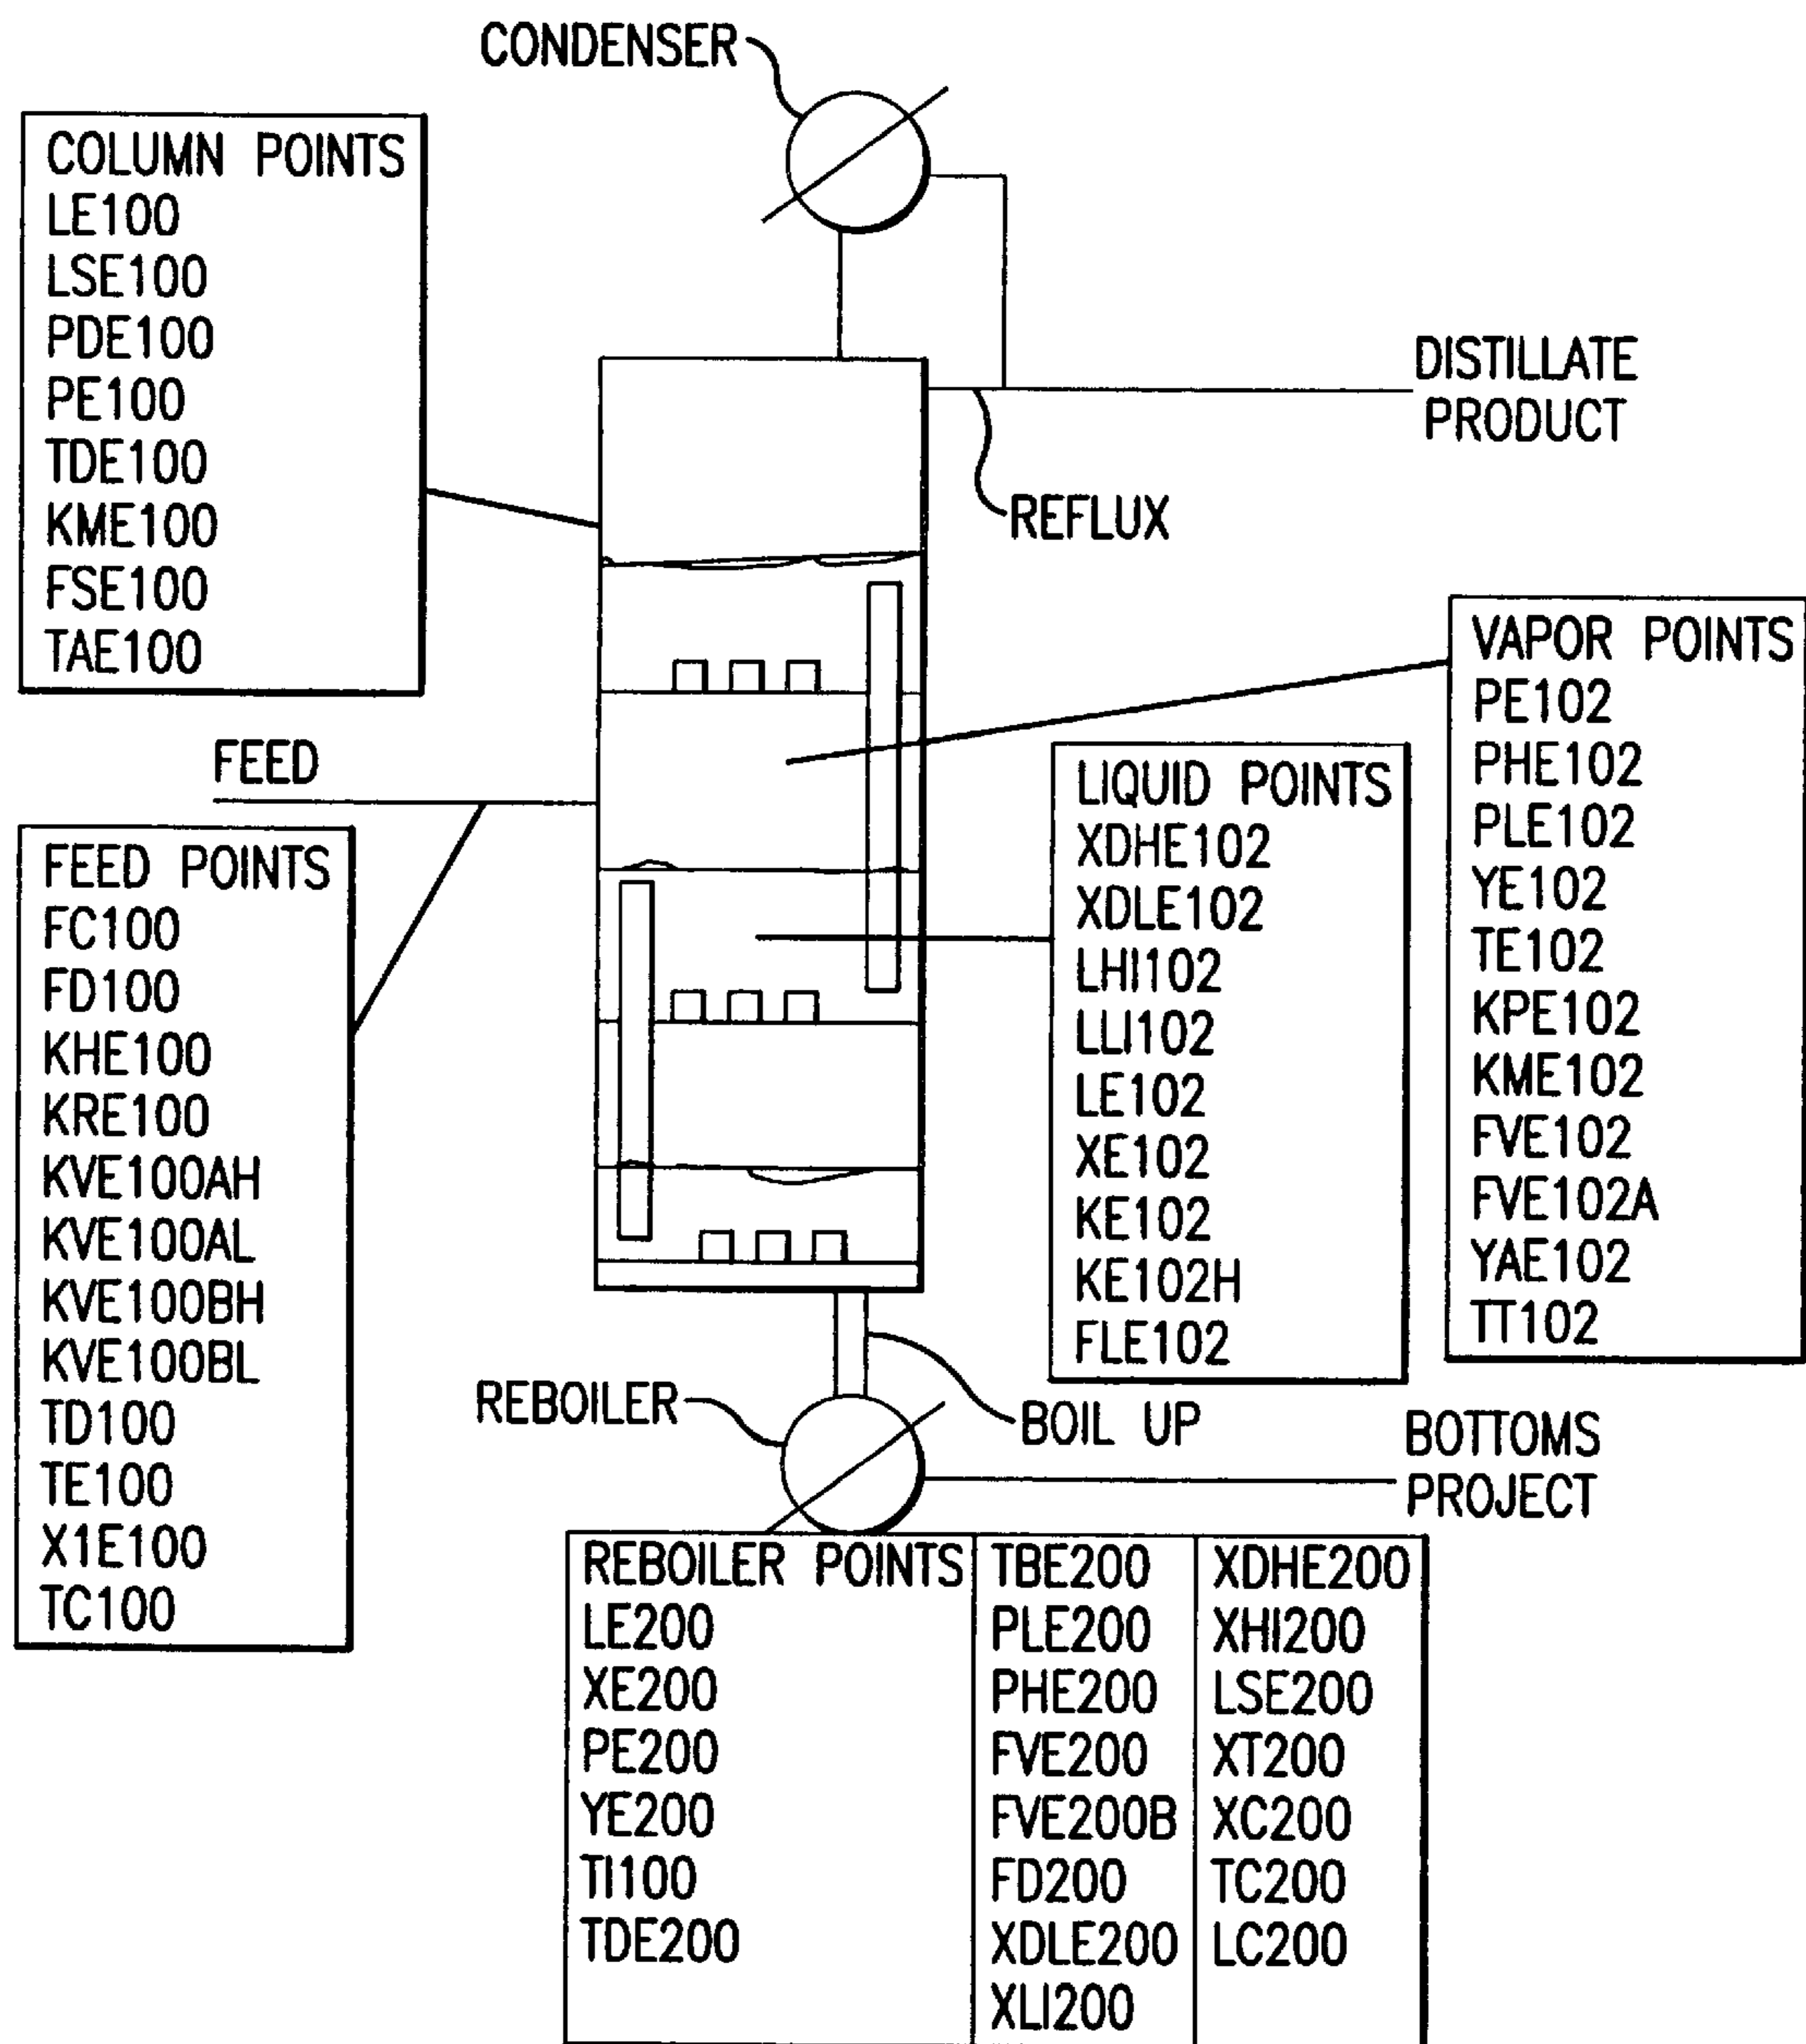 CONDENSER
COLUMN POINTS
LE100
LSE100
PDE100
PE100
TDE100
KME100
FSE100
TAE100
DISTILLATE
PRODUCT
REFLUX
FEED
VAPOR POINTS
PE102
PHE102
PLE102
YE102
TE102
KPE102
KME102
FVE102
FVE102A
YAE102
TT102
LIQUID POINTS
XDHE102
XDLE102
LHI102
LLI102
LE102
XE102
KE102
KE102H
FLE102
FEED POINTS
FC100
FD100
KHE100
KRE100
KVE100AH
KVE100AL
KVE100BH
KVE100BL
TD100
TE100
X1E100
TC100
REBOILER
BOIL UP
BOTTOMS
PROJECT
REBOILER POINTS
LE200
XE200
PE200
YE200
TI100
TDE200
TBE200
PLE200
PHE200
FVE200
FVE200B
FD200
XDLE200
XLI200
XDHE200
XHI200
LSE200
XT200
XC200
TC200
LC200